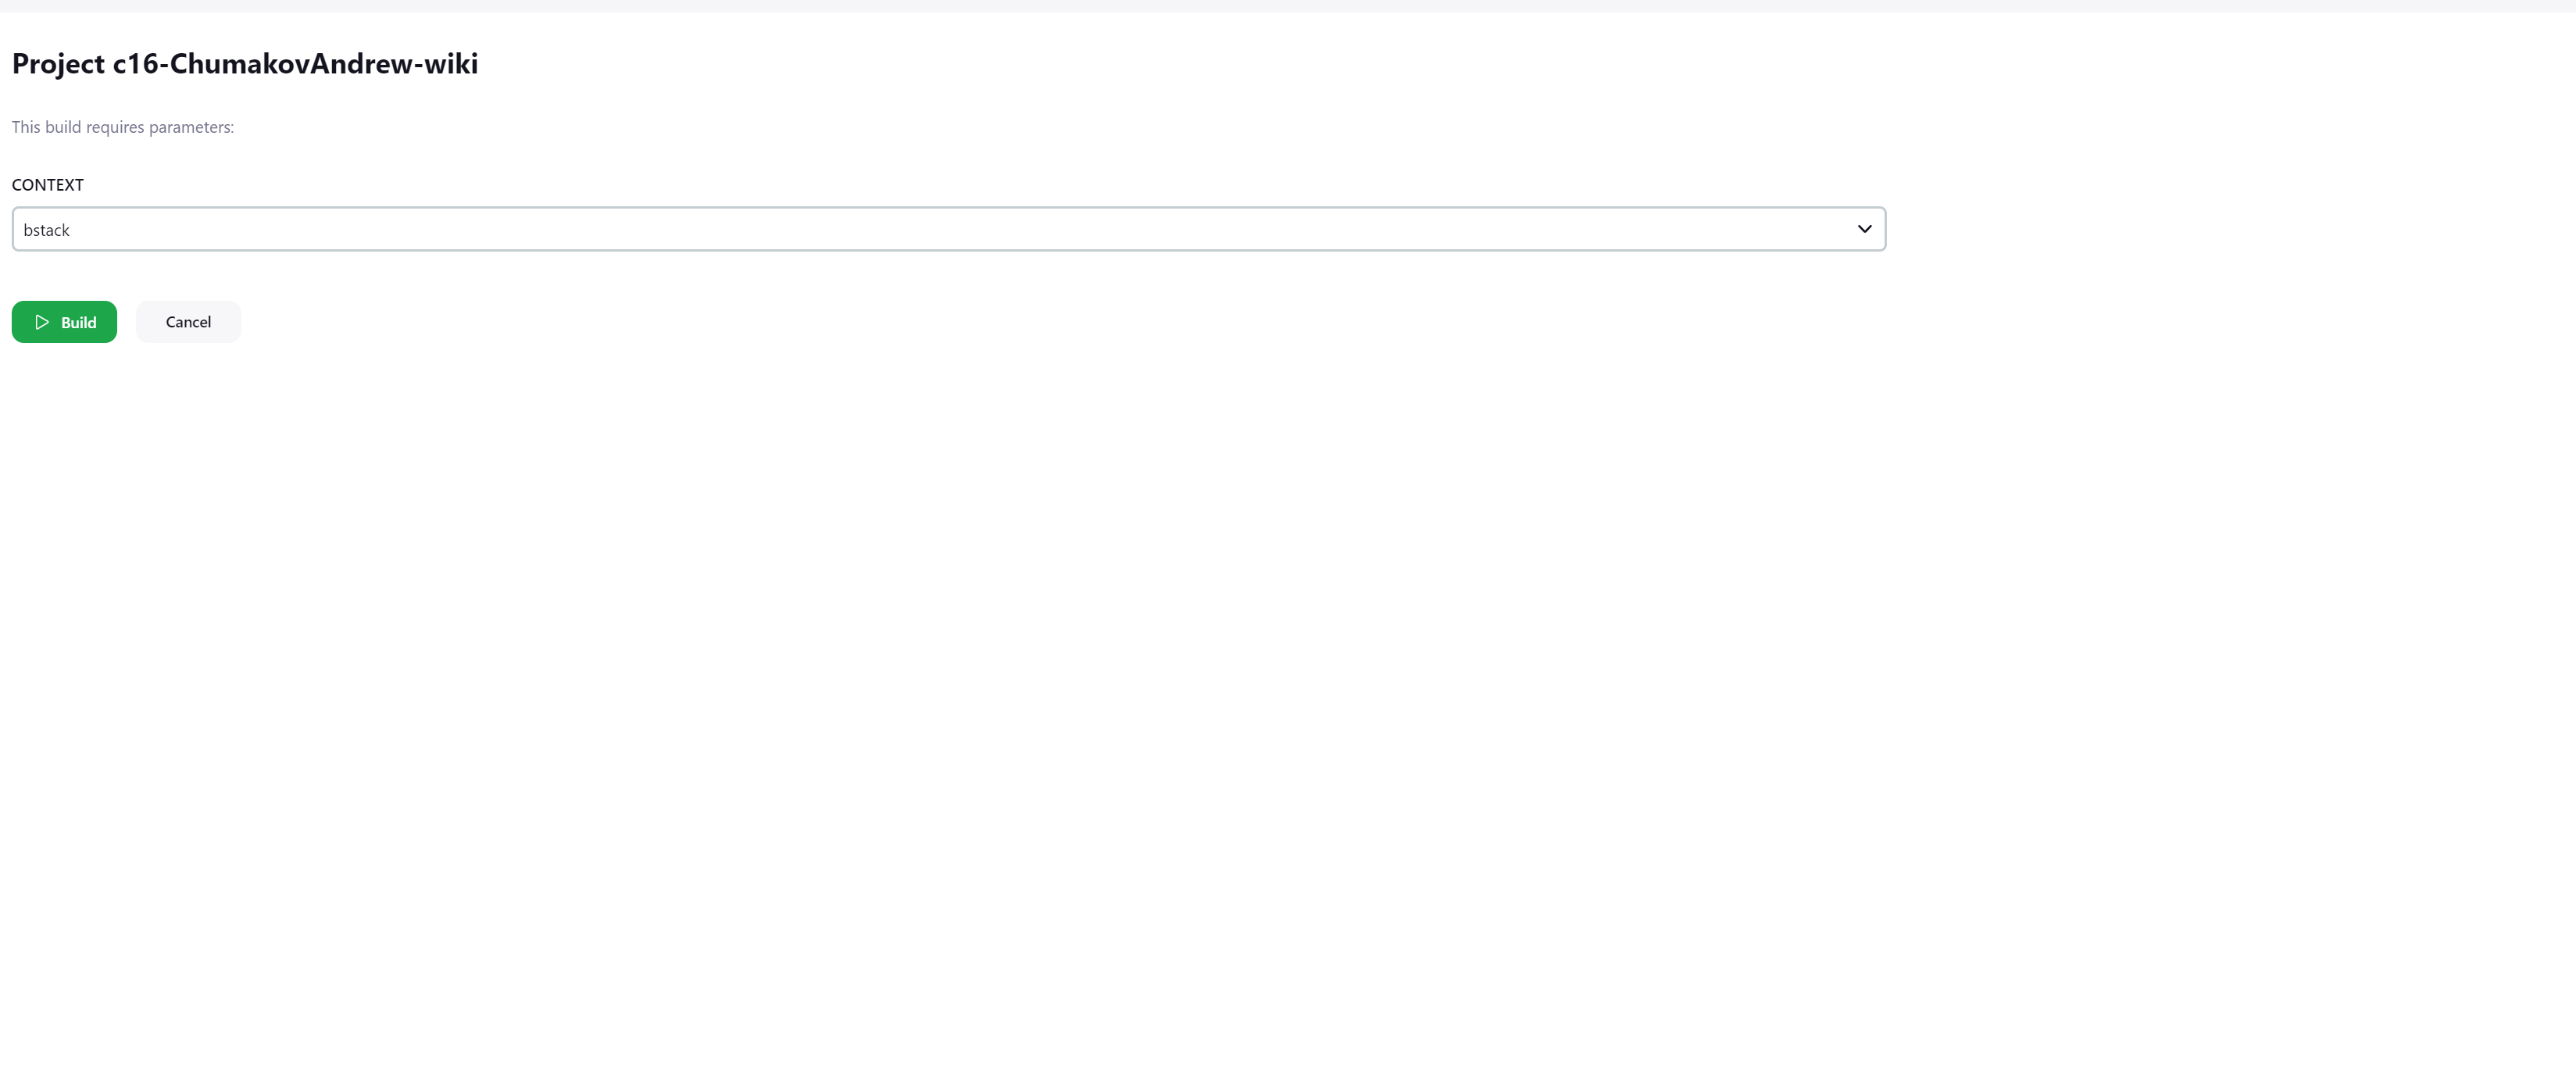 Project c16-ChumakovAndrew-wiki
This build requires parameters:
CONTEXT
bstack
Build
Cancel